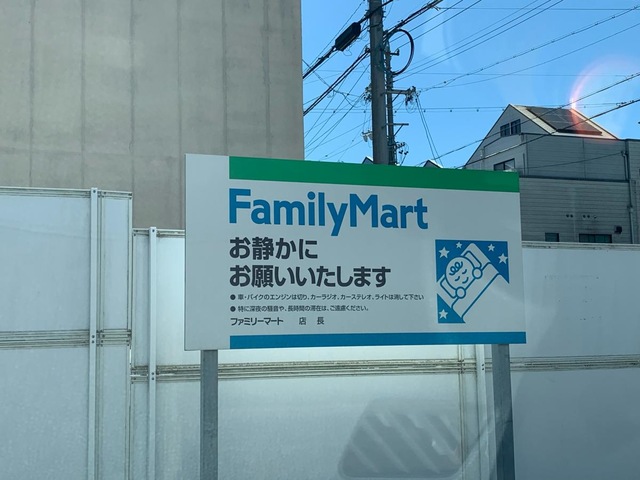 FamilyMart
お静かに
お願いいたします
●車・バイクのエンジンは切り、カーラジオ、カーステレオ、ライトは消して下さい
●特に深夜の騒音や、長時間の滞在は、ご遠慮ください。
ファミリーマート 店長